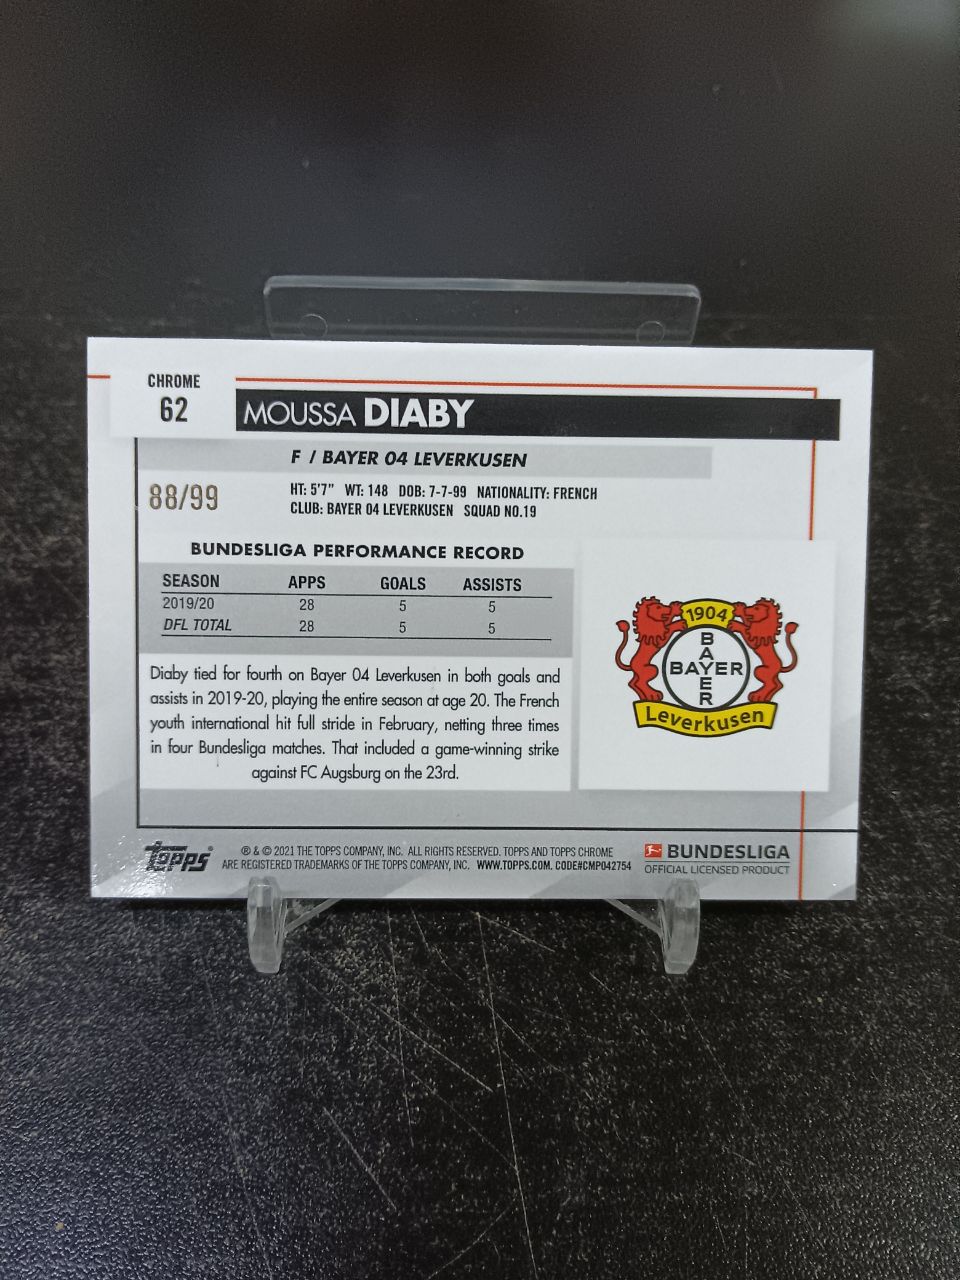 CHROME
62
MOUSSA DIABY
F / BAYER 04 LEVERKUSEN
88/99
HT: 5'7" WT: 148 DOB: 7-7-99 NATIONALITY: FRENCH
CLUB: BAYER 04 LEVERKUSEN SQUAD NO.19
BUNDESLIGA PERFORMANCE RECORD
SEASON APPS GOALS ASSISTS
2019/20 28 5 5
DFL TOTAL 28 5 5
Diaby tied for fourth on Bayer 04 Leverkusen in both goals and
assists in 2019-20, playing the entire season at age 20. The French
youth international hit full stride in February, netting three times
in four Bundesliga matches. That included a game-winning strike
against FC Augsburg on the 23rd.
1904
BAYER
BAYER
Leverkusen
topps
® & © 2021 THE TOPPS COMPANY, INC. ALL RIGHTS RESERVED. TOPPS AND TOPPS CHROME
ARE REGISTERED TRADEMARKS OF THE TOPPS COMPANY, INC. WWW.TOPPS.COM. CODE#CMP042754
BUNDESLIGA
OFFICIAL LICENSED PRODUCT